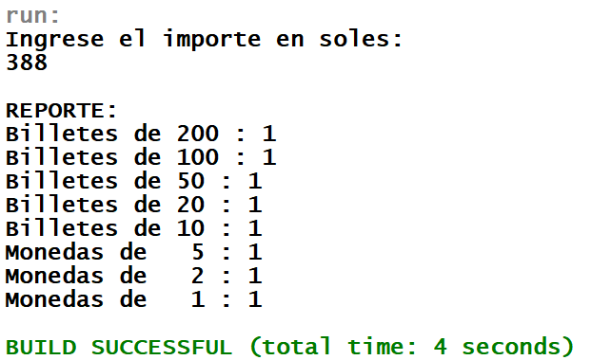 run:
Ingrese el importe en soles:
388
REPORTE:
Billetes de 200 : 1
Billetes de 100 : 1
Billetes de 50 : 1
Billetes de 20 : 1
Billetes de 10 : 1
Monedas de   5 : 1
Monedas de   2 : 1
Monedas de   1 : 1
BUILD SUCCESSFUL (total time: 4 seconds)